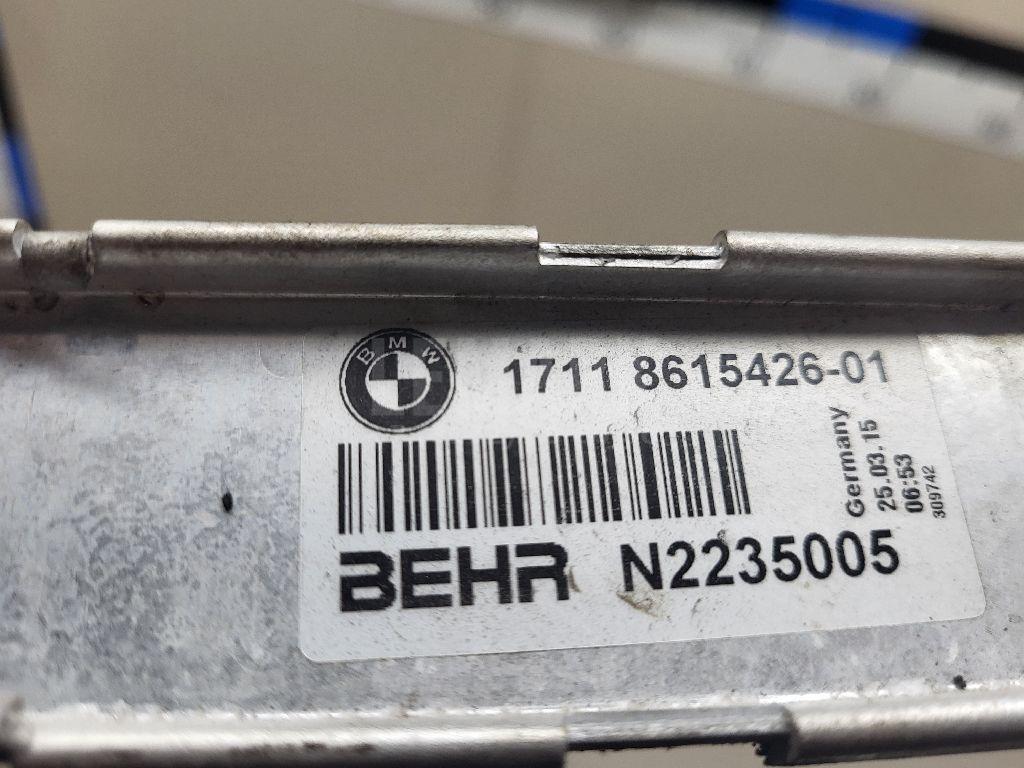 BMW
1711 8615426-01
Germany
25.03.15
06:53
309742
BEHR N2235005